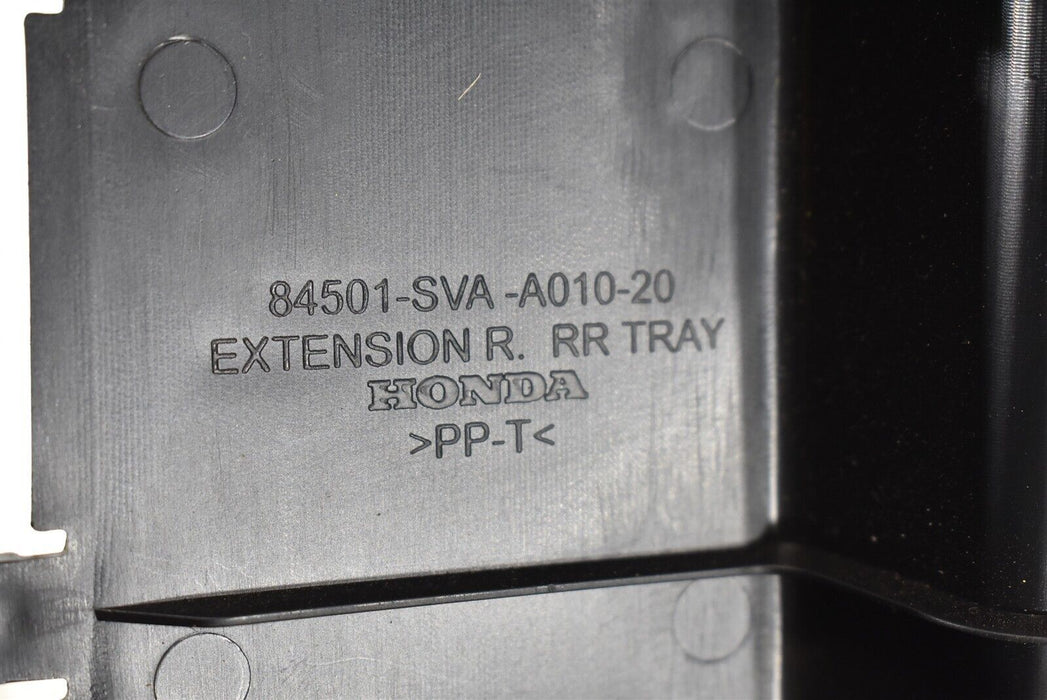 84501-SVA -A010-20
EXTENSION R. RR TRAY
HONDA
>PP-T<